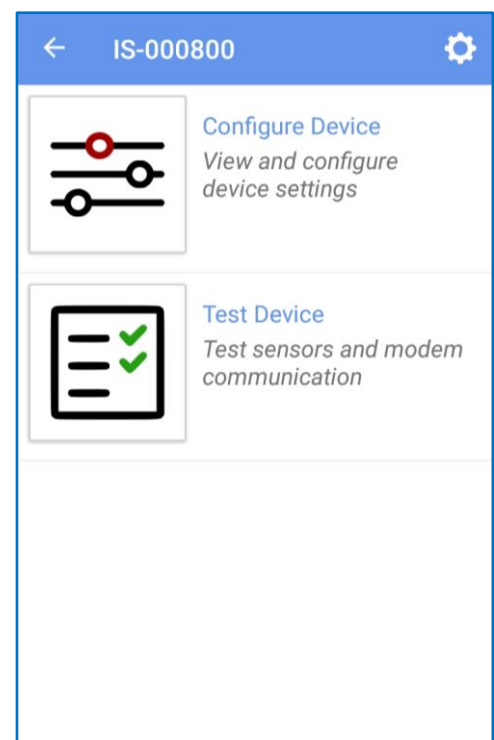 IS-000800
Configure Device
View and configure
device settings
Test Device
Test sensors and modem
communication